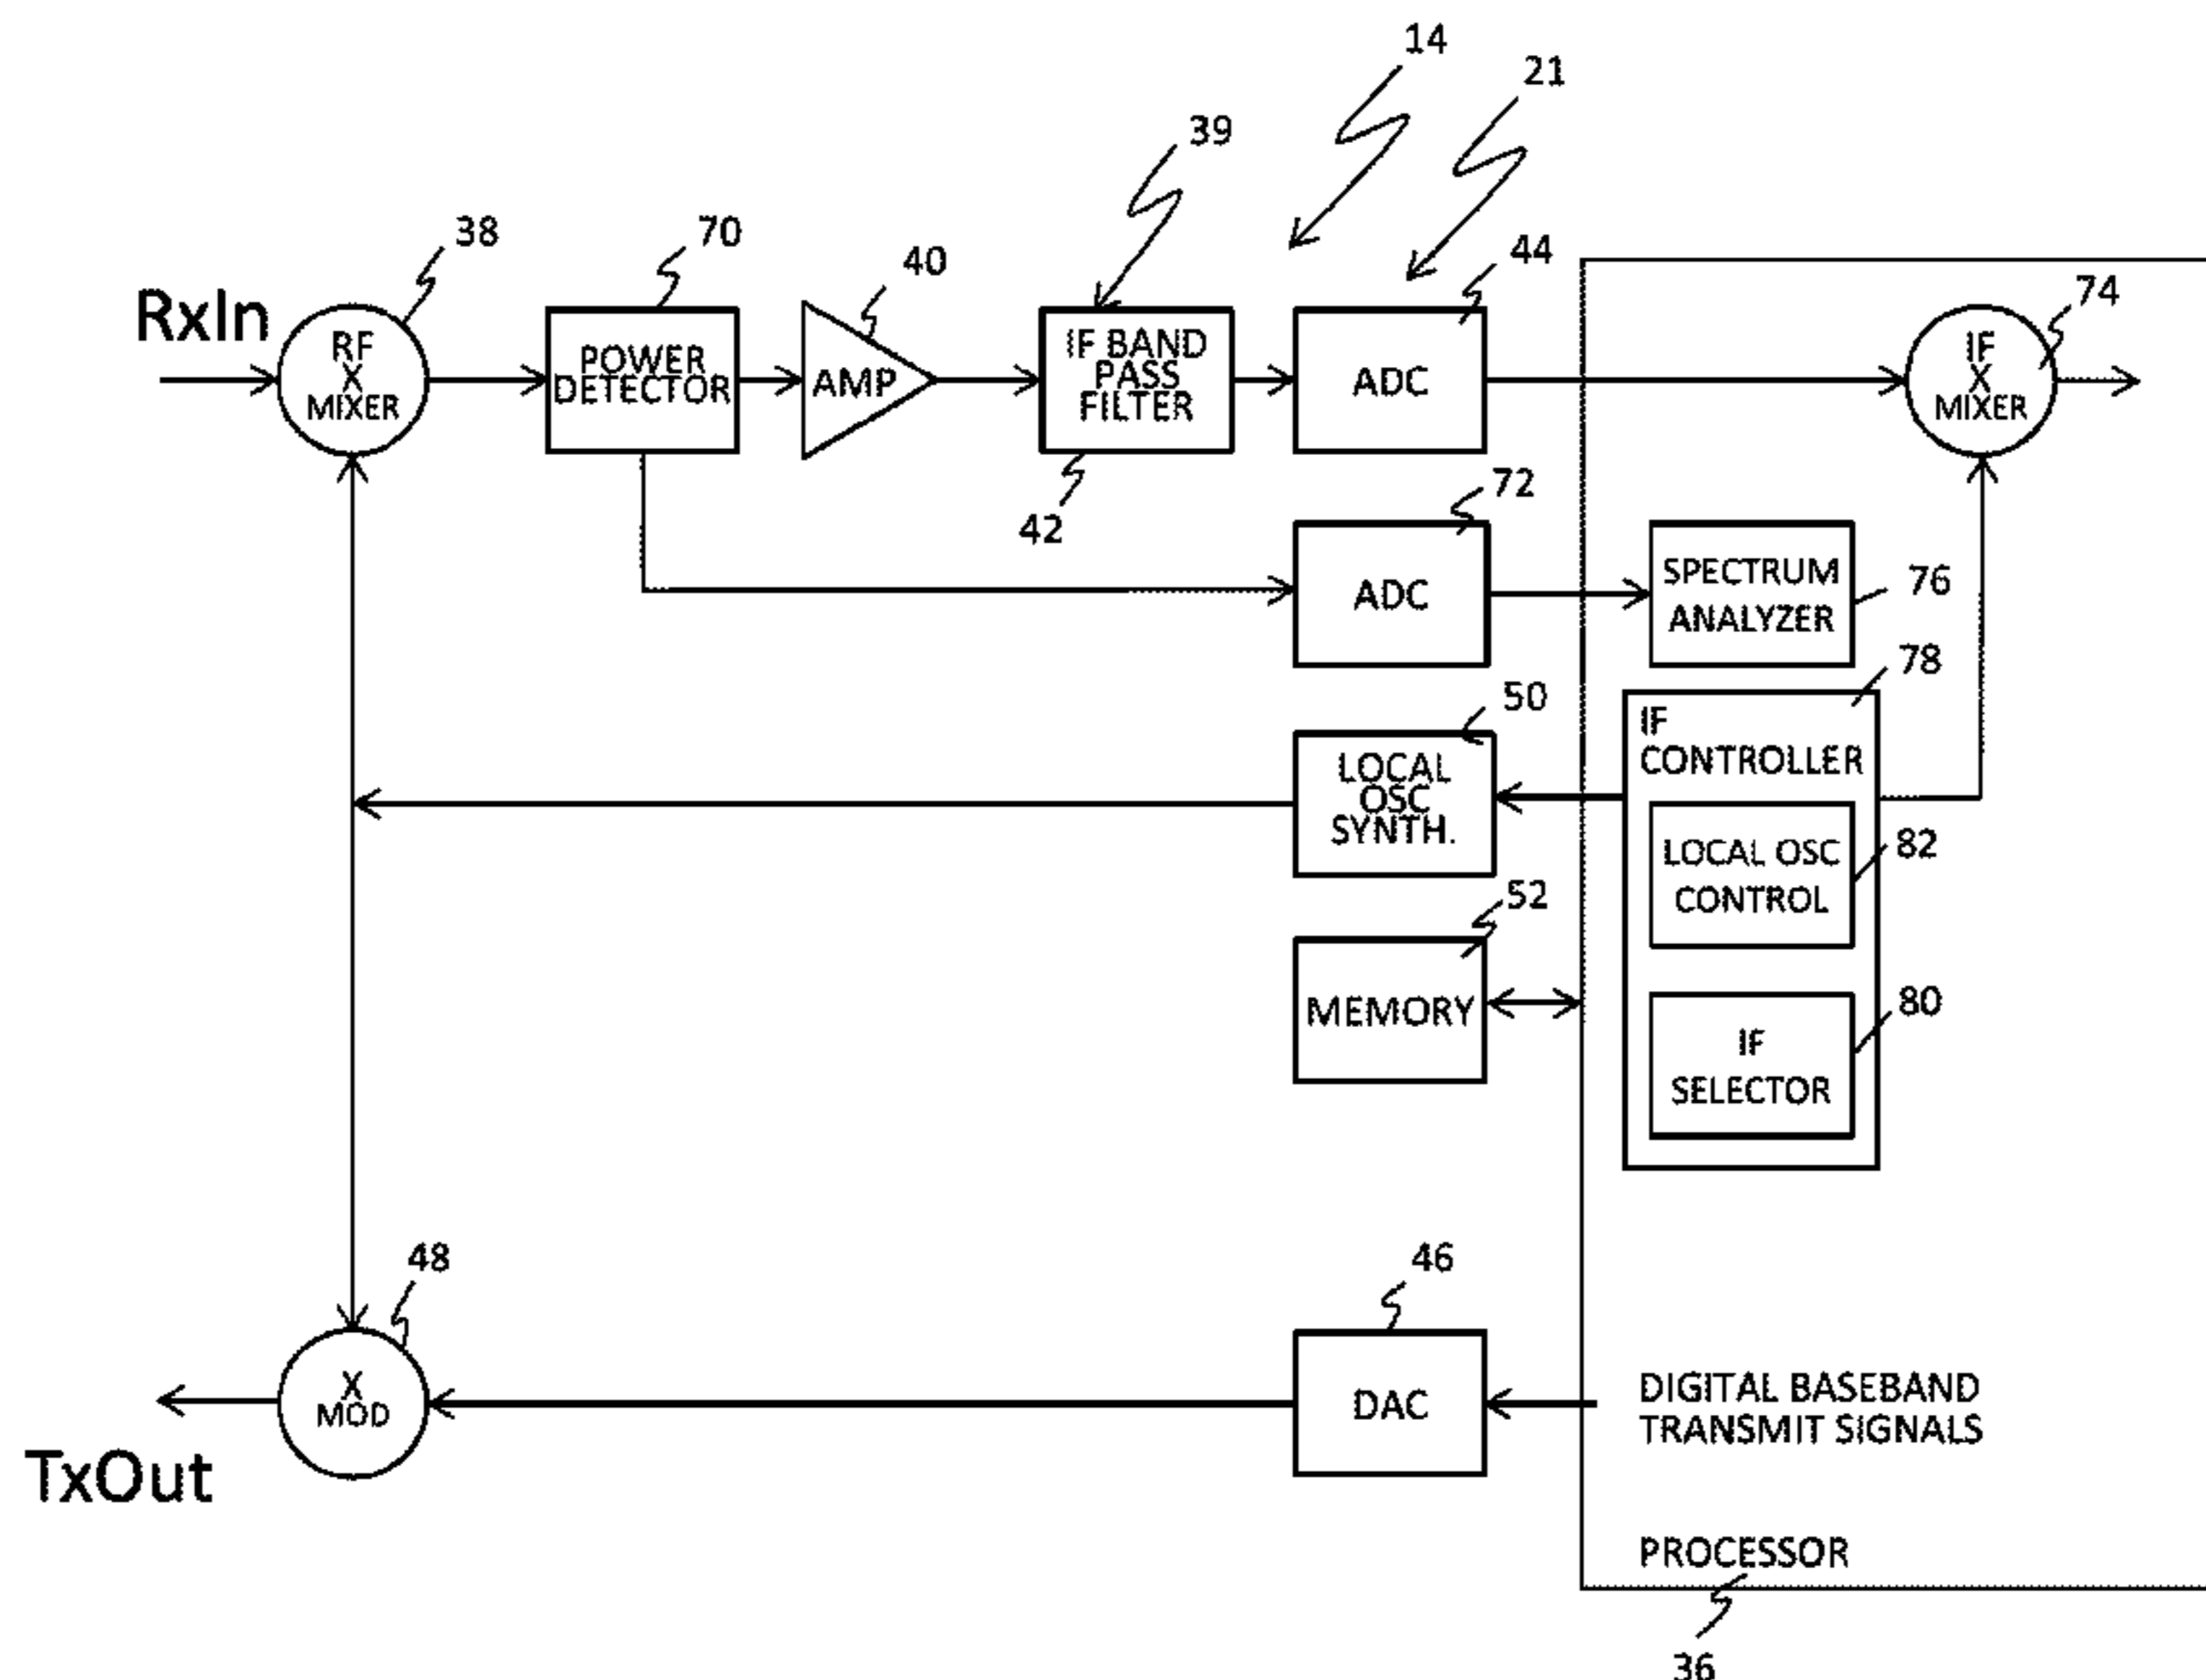 14
21
39
38
70
40
44
74
RxIn
RF
X
MIXER
POWER
DETECTOR
AMP
IF BAND
PASS
FILTER
ADC
IF
X
MIXER
42
72
ADC
SPECTRUM
ANALYZER
76
78
50
LOCAL
OSC
SYNTH.
IF
CONTROLLER
LOCAL OSC
CONTROL
82
52
MEMORY
IF
SELECTOR
80
48
46
X
MOD
DAC
DIGITAL BASEBAND
TRANSMIT SIGNALS
TxOut
PROCESSOR
36